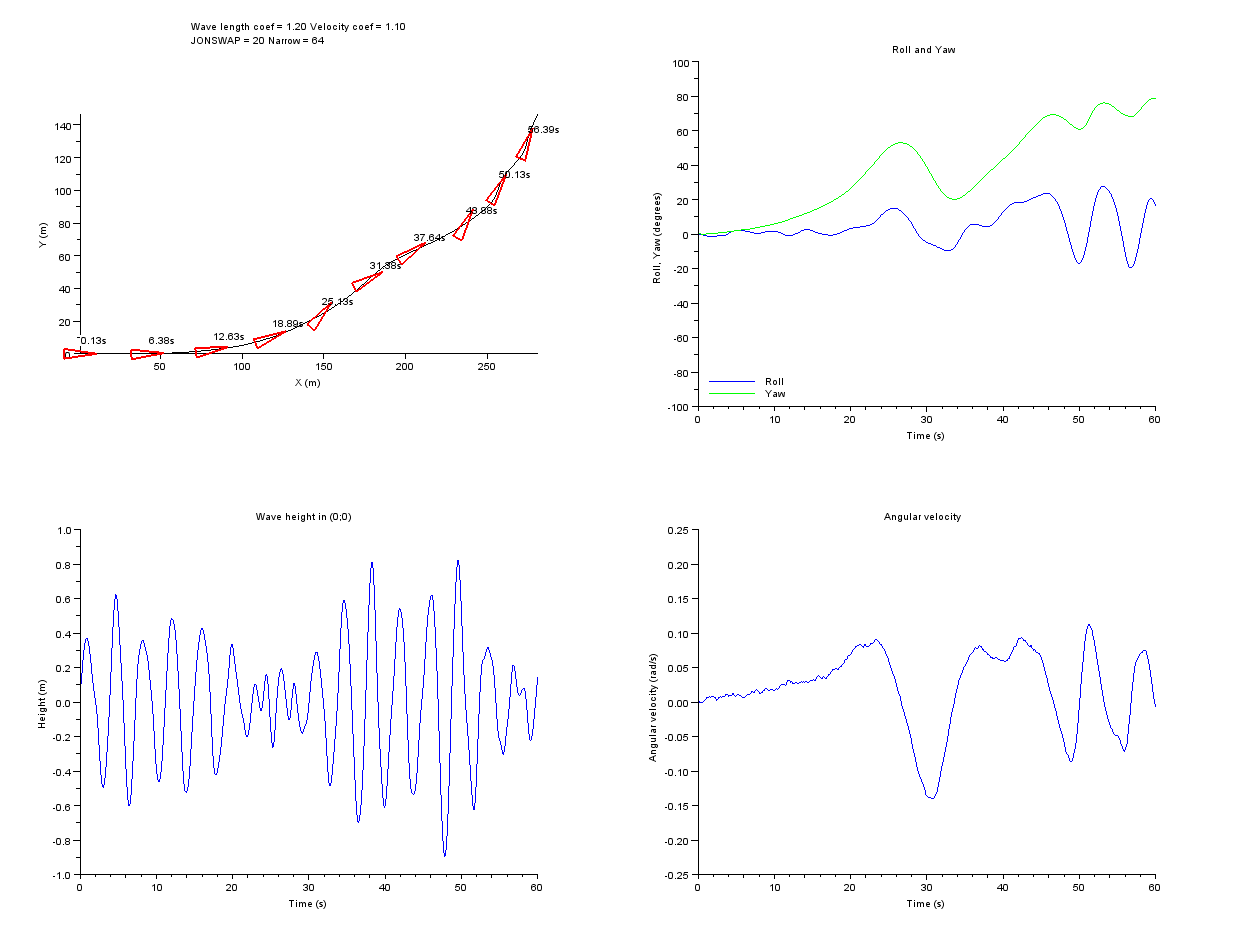 Wave length coef = 1.20 Velocity coef = 1.10
JONSWAP = 20 Narrow = 64
140
120
100
80
60
40
20
0
Y (m)
0.13s
6.38s
12.63s
18.89s
25.13s
31.38s
37.64s
50.13s
56.39s
50
100
150
200
250
X (m)
Roll and Yaw
100
80
60
40
20
0
-20
-40
-60
-80
-100
Roll, Yaw (degrees)
Roll
Yaw
0
10
20
30
40
50
60
Time (s)
Wave height in (0;0)
1.0
0.8
0.6
0.4
0.2
0.0
-0.2
-0.4
-0.6
-0.8
-1.0
Height (m)
0
10
20
30
40
50
60
Time (s)
Angular velocity
0.25
0.20
0.15
0.10
0.05
0.00
-0.05
-0.10
-0.15
-0.20
-0.25
Angular velocity (rad/s)
0
10
20
30
40
50
60
Time (s)